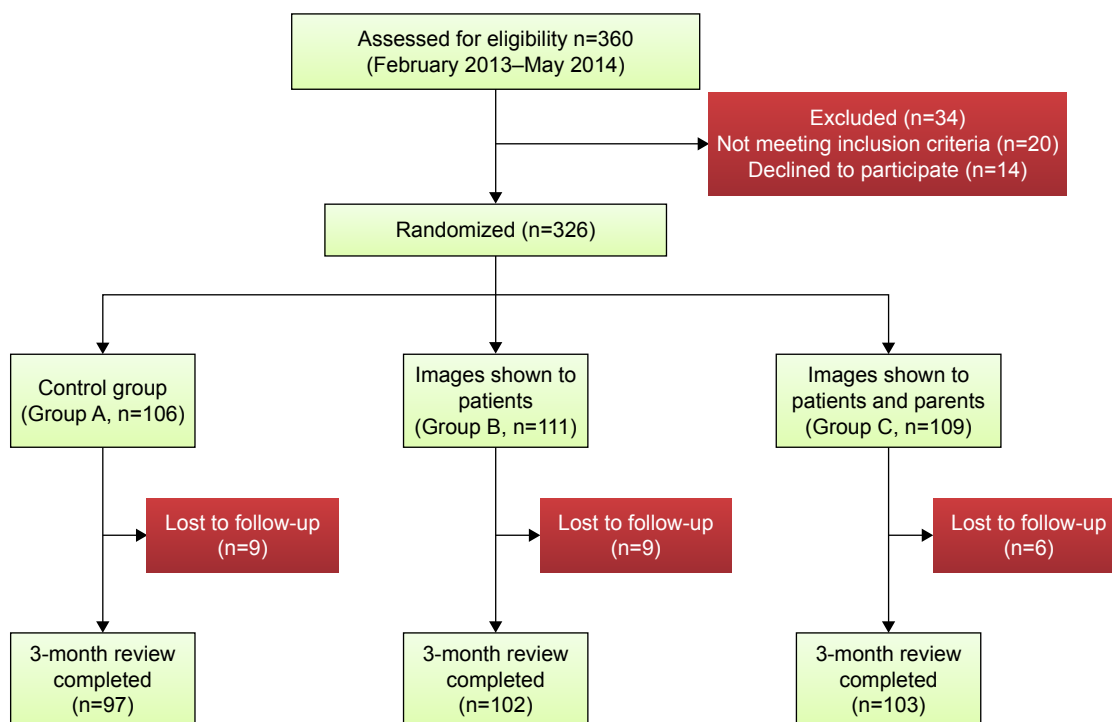 Assessed for eligibility n=360
(February 2013–May 2014)
Excluded (n=34)
Not meeting inclusion criteria (n=20)
Declined to participate (n=14)
Randomized (n=326)
Control group
(Group A, n=106)
Images shown to
patients
(Group B, n=111)
Images shown to
patients and parents
(Group C, n=109)
Lost to follow-up
(n=9)
Lost to follow-up
(n=9)
Lost to follow-up
(n=6)
3-month review
completed
(n=97)
3-month review
completed
(n=102)
3-month review
completed
(n=103)